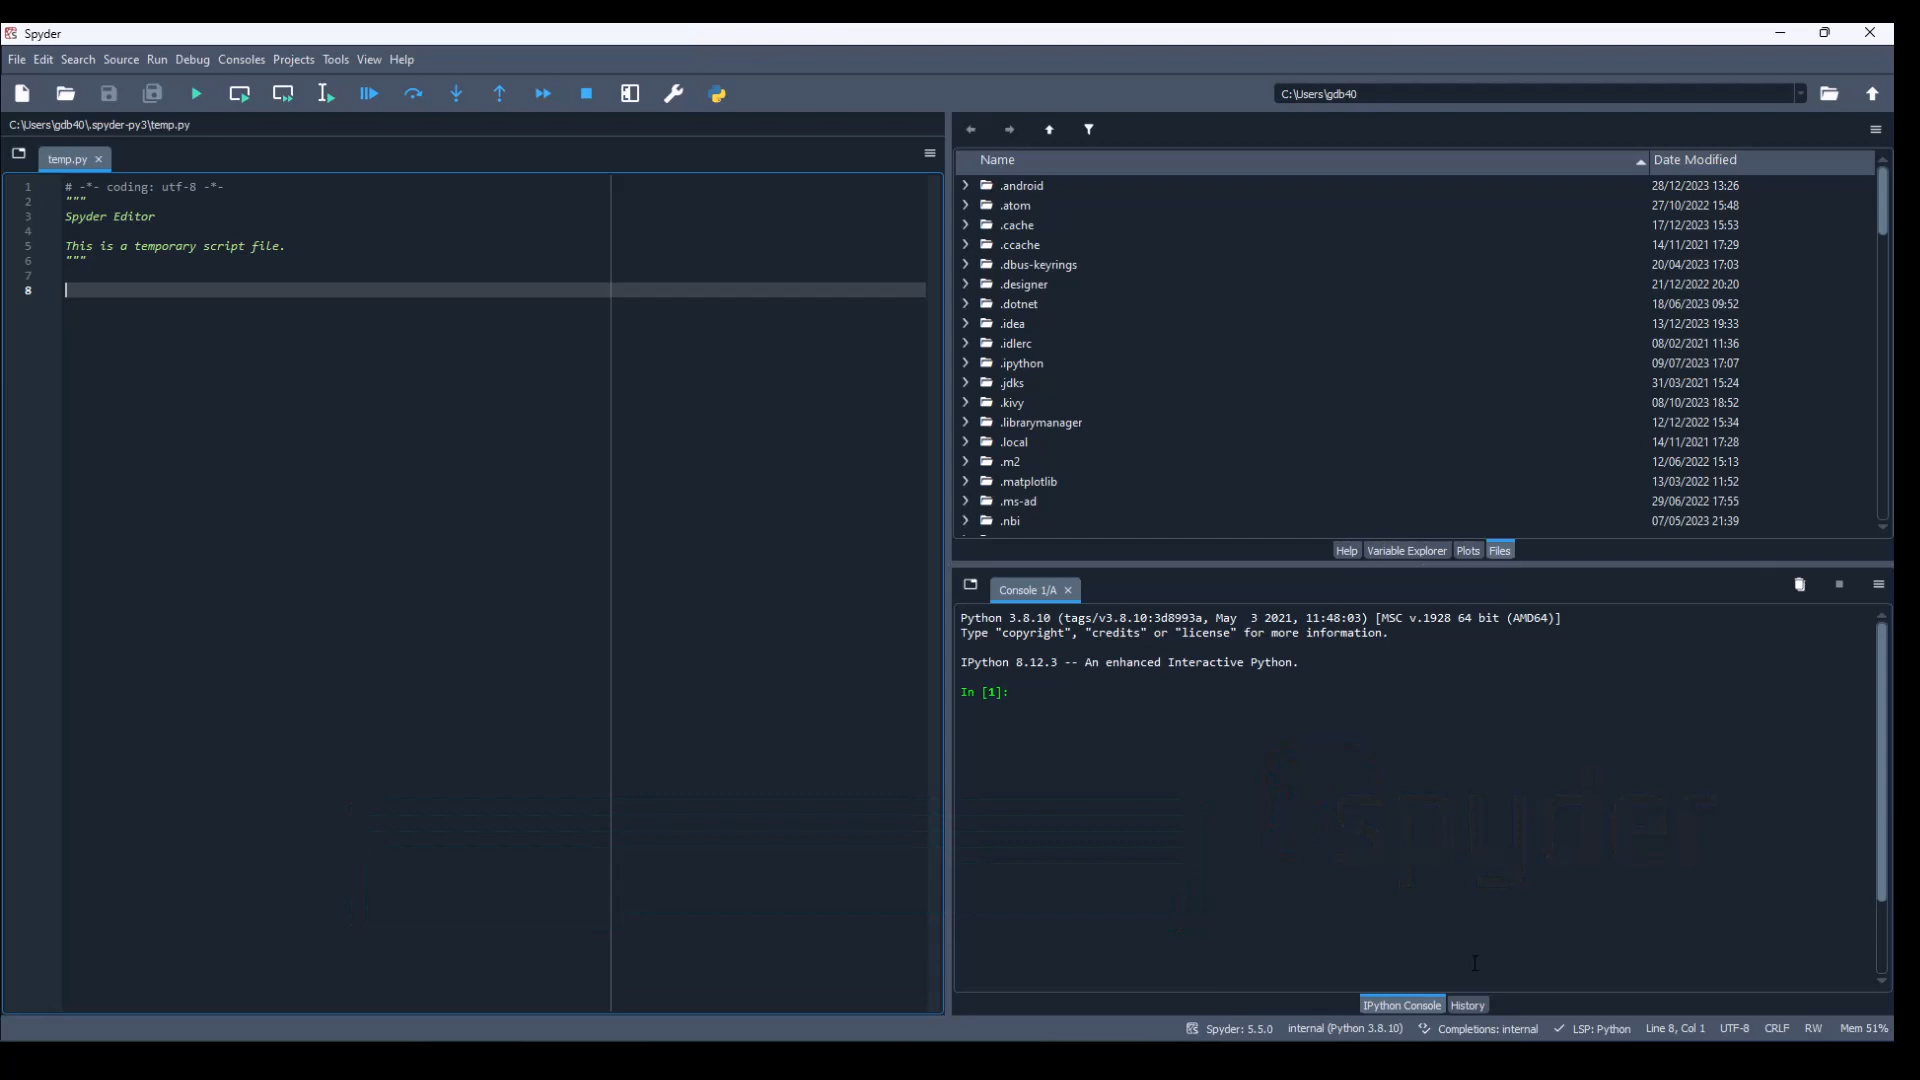 Spyder
File Edit Search Source Run Debug Consoles Projects Tools View Help
C:\Users\gdb40
C:\Users\gdb40\.spyder-py3\temp.py
temp.py
1 # -*- coding: utf-8 -*-
2 """
3 Spyder Editor
4
5 This is a temporary script file.
6 """
7
8
Name Date Modified
.android 28/12/2023 13:26
.atom 27/10/2022 15:48
.cache 17/12/2023 15:53
.ccache 14/11/2021 17:29
.dbus-keyrings 20/04/2023 17:03
.designer 21/12/2022 20:20
.dotnet 18/06/2023 09:52
.idea 13/12/2023 19:33
.idlerc 08/02/2021 11:36
.ipython 09/07/2023 17:07
.jdks 31/03/2021 15:24
.kivy 08/10/2023 18:52
.librarymanager 12/12/2022 15:34
.local 14/11/2021 17:28
.m2 12/06/2022 15:13
.matplotlib 13/03/2022 11:52
.ms-ad 29/06/2022 17:55
.nbi 07/05/2023 21:39
Help Variable Explorer Plots Files
Console 1/A
Python 3.8.10 (tags/v3.8.10:3d8993a, May  3 2021, 11:48:03) [MSC v.1928 64 bit (AMD64)]
Type "copyright", "credits" or "license" for more information.
IPython 8.12.3 -- An enhanced Interactive Python.
In [1]:
spyder
IPython Console History
Spyder: 5.5.0 internal (Python 3.8.10) Completions: internal LSP: Python Line 8, Col 1 UTF-8 CRLF RW Mem 51%